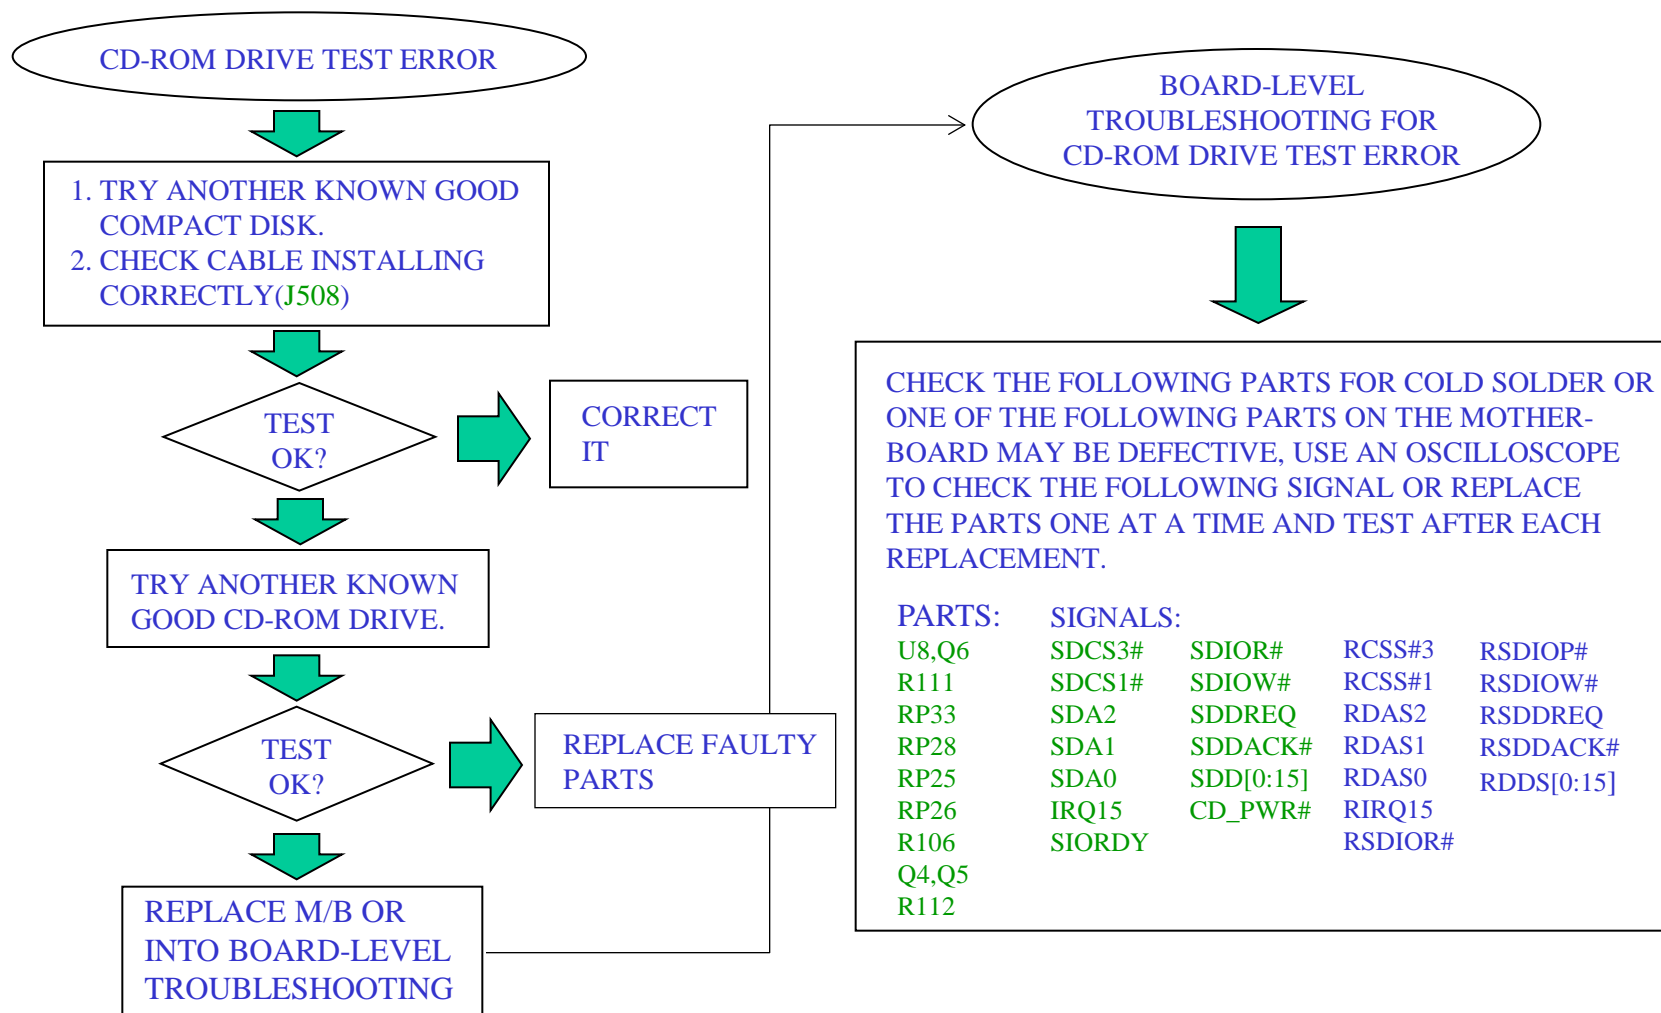 CD-ROM DRIVE TEST ERROR
1. TRY ANOTHER KNOWN GOOD
COMPACT DISK.
2. CHECK CABLE INSTALLING
CORRECTLY(J508)
TEST
OK?
CORRECT
IT
TRY ANOTHER KNOWN
GOOD CD-ROM DRIVE.
TEST
OK?
REPLACE FAULTY
PARTS
REPLACE M/B OR
INTO BOARD-LEVEL
TROUBLESHOOTING
BOARD-LEVEL
TROUBLESHOOTING FOR
CD-ROM DRIVE TEST ERROR
CHECK THE FOLLOWING PARTS FOR COLD SOLDER OR
ONE OF THE FOLLOWING PARTS ON THE MOTHER-
BOARD MAY BE DEFECTIVE, USE AN OSCILLOSCOPE
TO CHECK THE FOLLOWING SIGNAL OR REPLACE
THE PARTS ONE AT A TIME AND TEST AFTER EACH
REPLACEMENT.
PARTS:
U8,Q6
R111
RP33
RP28
RP25
RP26
R106
Q4,Q5
R112
SIGNALS:
SDCS3#
SDCS1#
SDA2
SDA1
SDA0
IRQ15
SIORDY
SDIOR#
SDIOW#
SDDREQ
SDDACK#
SDD[0:15]
CD_PWR#
RCSS#3
RCSS#1
RDAS2
RDAS1
RDAS0
RIRQ15
RSDIOR#
RSDIOP#
RSDIOW#
RSDDREQ
RSDDACK#
RDDS[0:15]